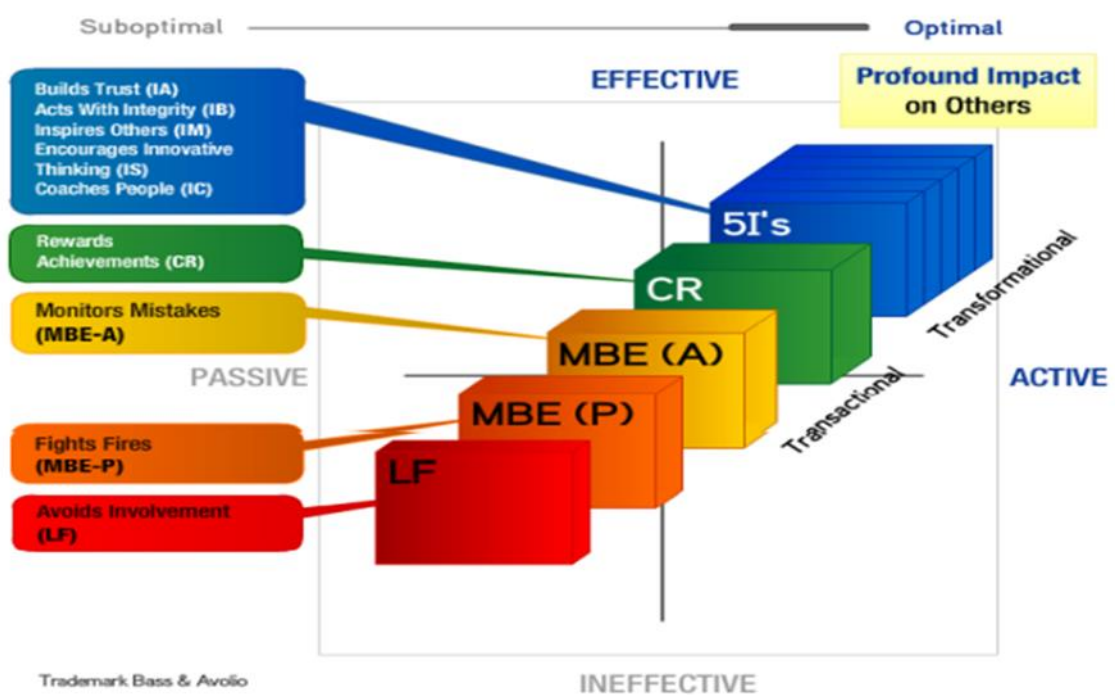 Suboptimal
Optimal
EFFECTIVE
Profound Impact
on Others
Builds Trust (IA)
Acts With Integrity (IB)
Inspires Others (IM)
Encourages Innovative
Thinking (IS)
Coaches People (IC)
5I's
Rewards
Achievements (CR)
CR
Transformational
Monitors Mistakes
(MBE-A)
MBE (A)
PASSIVE
ACTIVE
Transactional
MBE (P)
Fights Fires
(MBE-P)
LF
Avoids Involvement
(LF)
Trademark Bass & Avolio
INEFFECTIVE